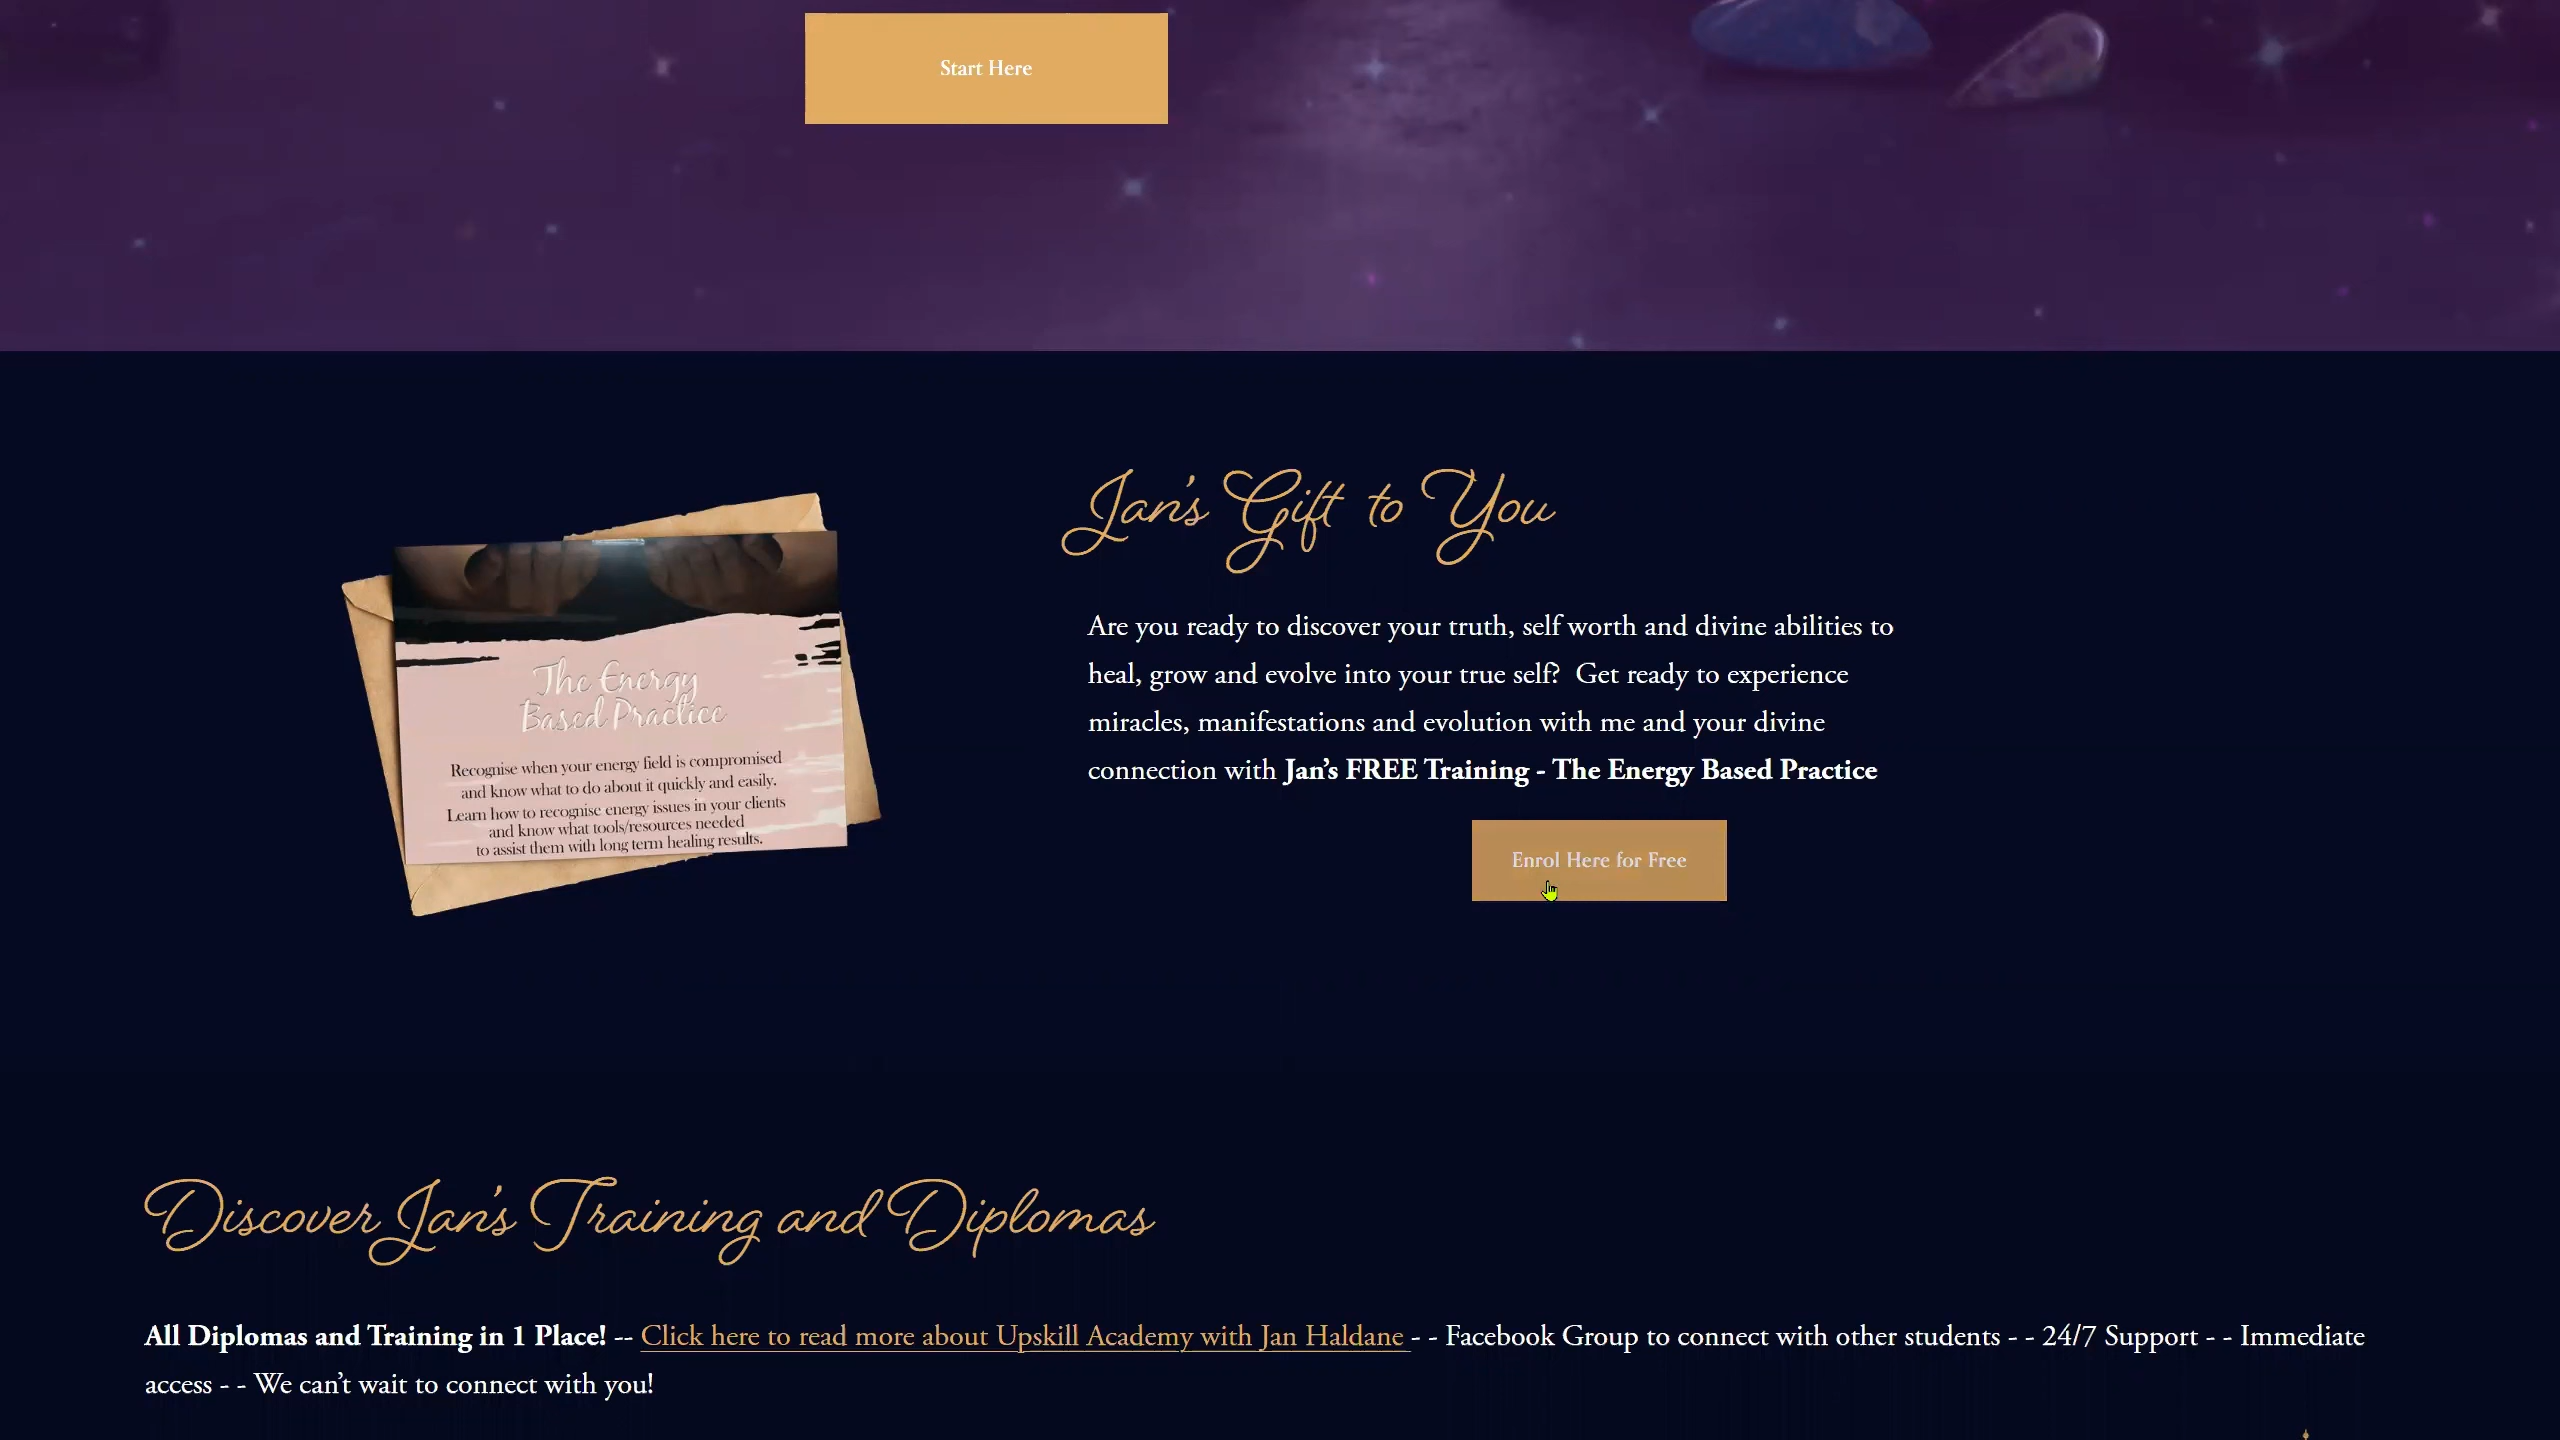 Start Here
Jan's Gift to You
The Energy
Based Practice
Recognise when your energy field is compromised
and know what to do about it quickly and easily.
Learn how to recognise energy issues in your clients
and know what tools/resources needed
to assist them with long term healing results.
Are you ready to discover your truth, self worth and divine abilities to
heal, grow and evolve into your true self?  Get ready to experience
miracles, manifestations and evolution with me and your divine
connection with Jan's FREE Training - The Energy Based Practice
Enrol Here for Free
Discover Jan's Training and Diplomas
All Diplomas and Training in 1 Place! -- Click here to read more about Upskill Academy with Jan Haldane - - Facebook Group to connect with other students - - 24/7 Support - - Immediate
access - - We can't wait to connect with you!